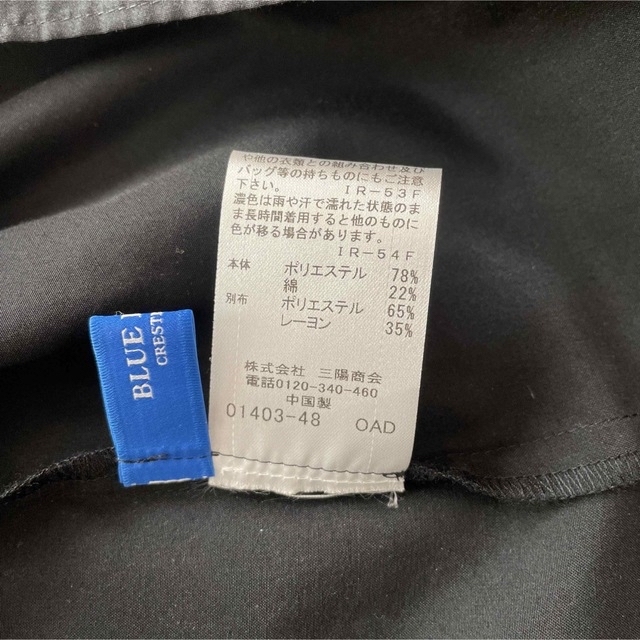 や他の衣類との組み合わせ及び
バッグ等の持ちものにもご注意
下さい。 IR-53F
濃色は雨や汗で濡れた状態のま
ま長時間着用すると他のものに
色が移る場合があります。
IR-54F
本体 ポリエステル 78%
綿 22%
別布 ポリエステル 65%
レーヨン 35%
株式会社 三陽商会
電話0120-340-460
中国製
01403-48 OAD
BLUE
CREST